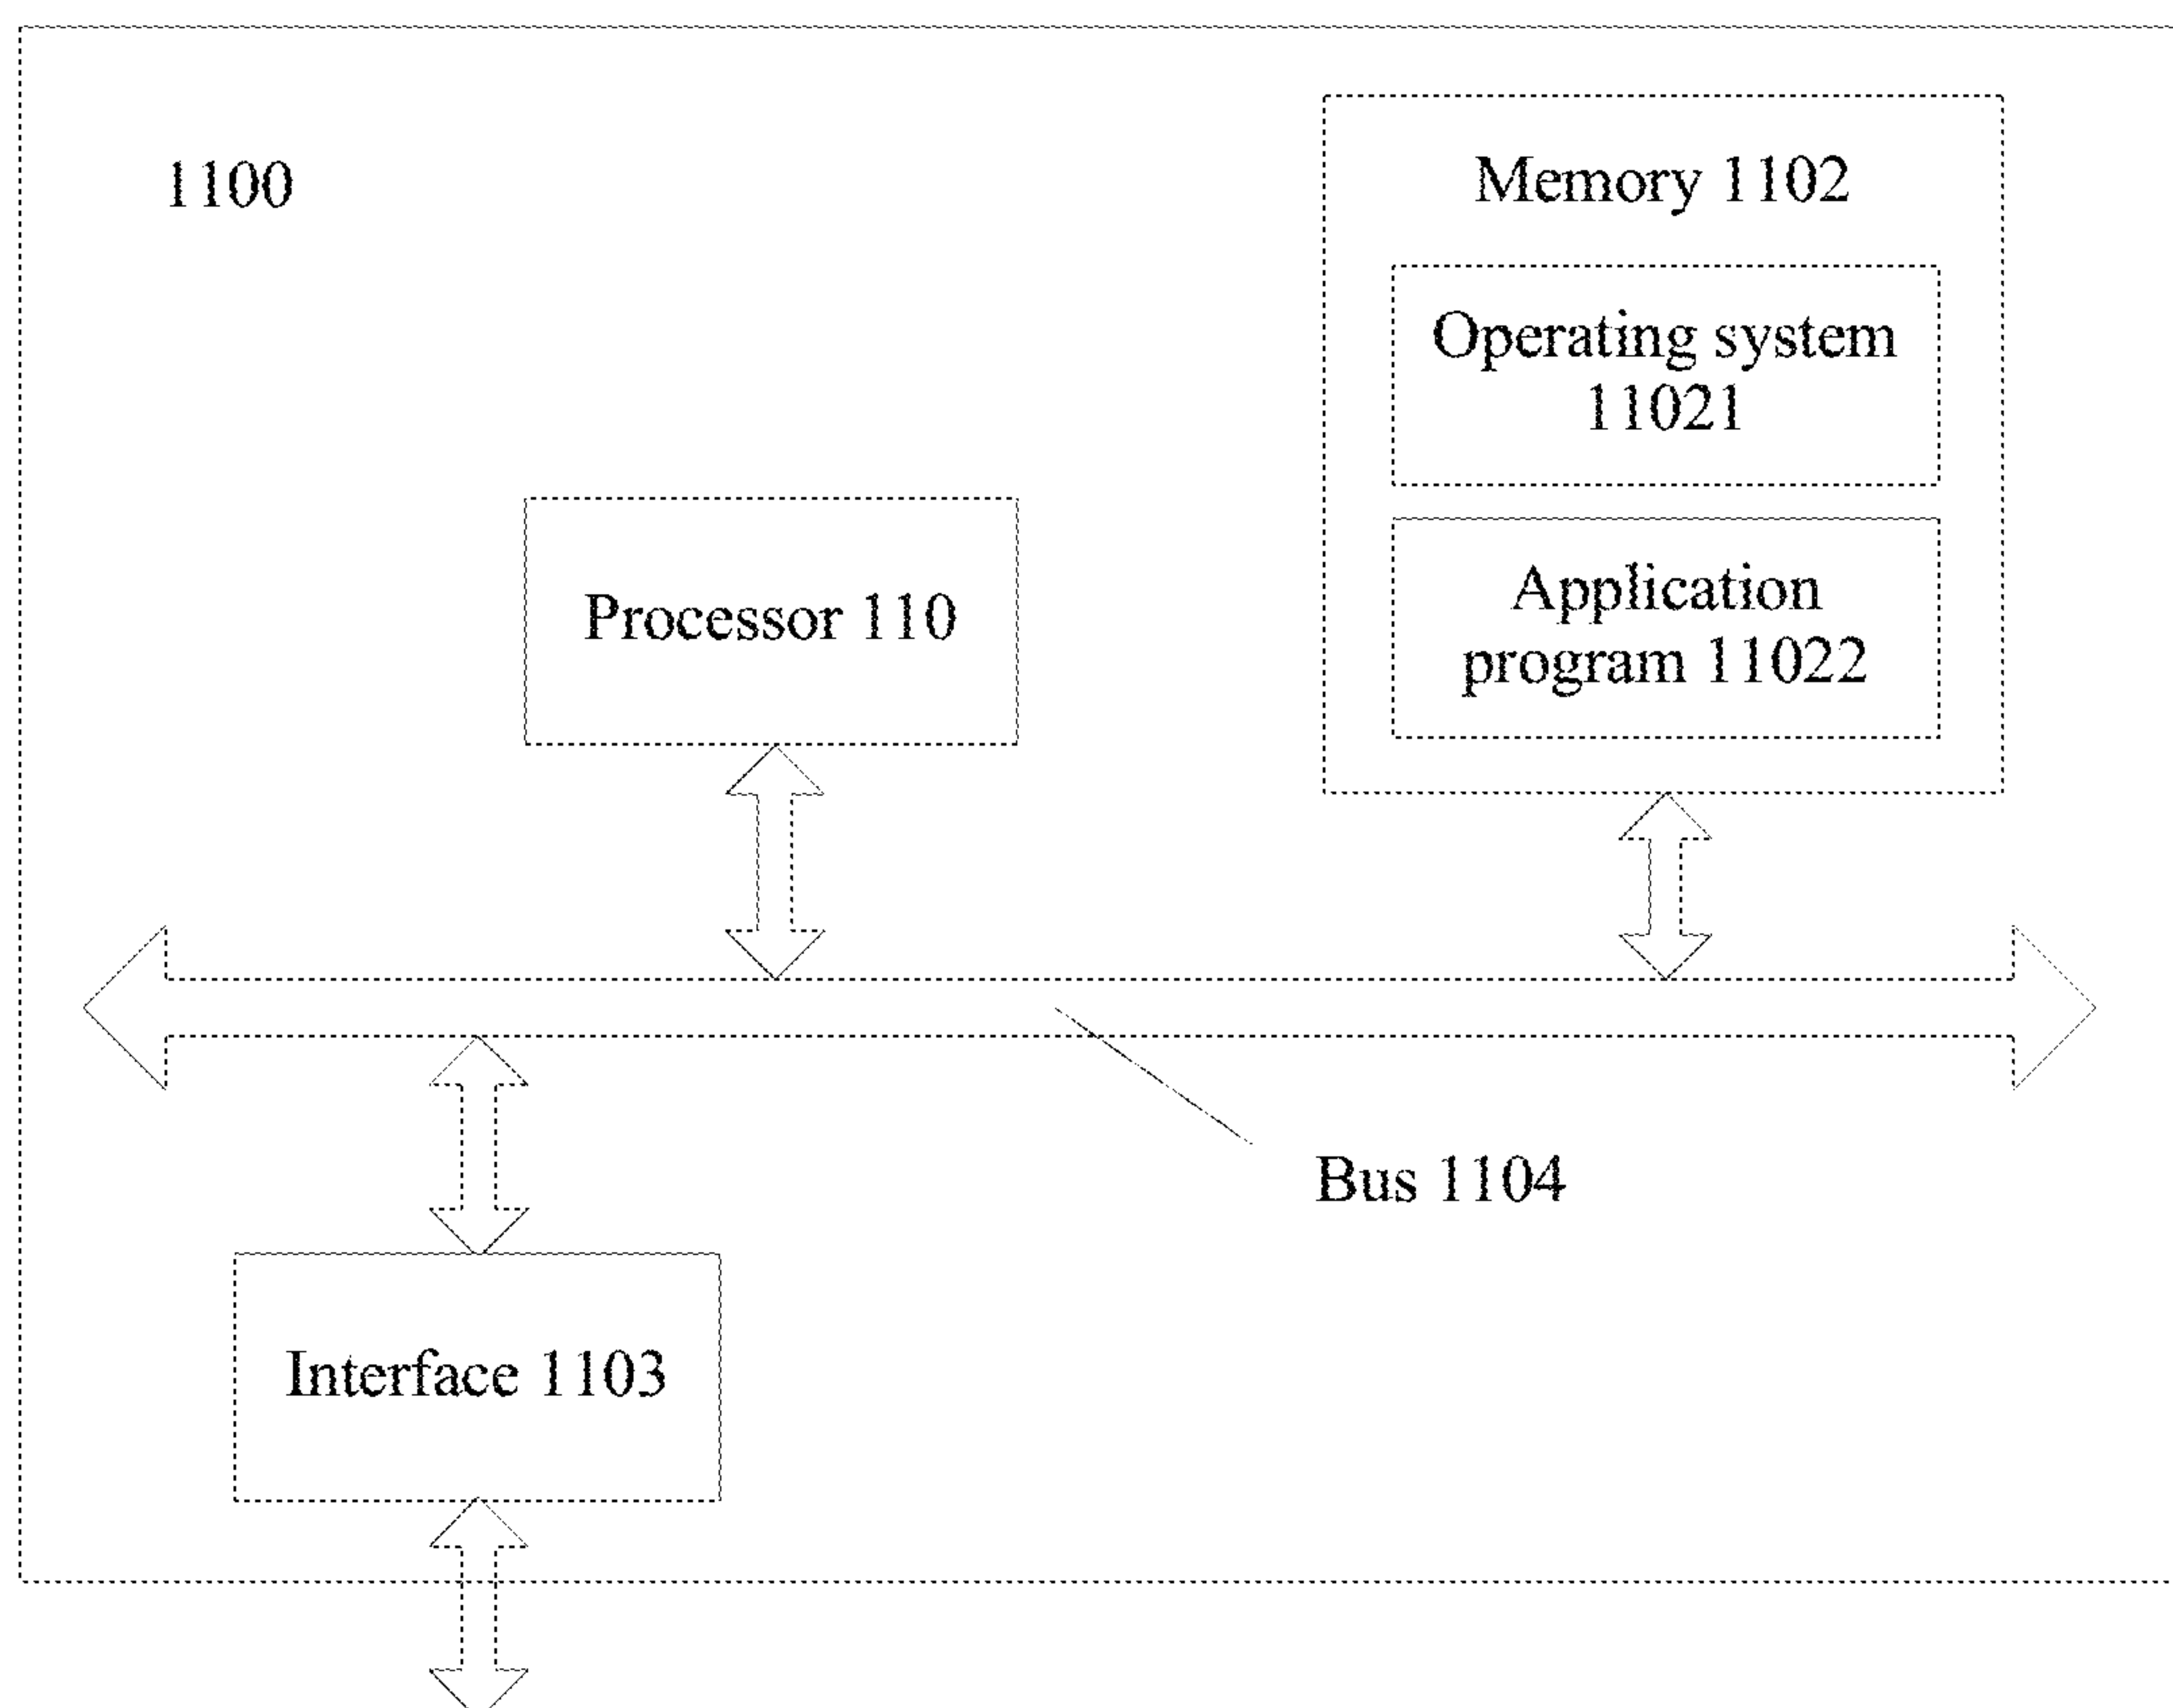 1100
Memory 1102
Operating system
11021
Application
program 11022
Processor 110
Bus 1104
Interface 1103